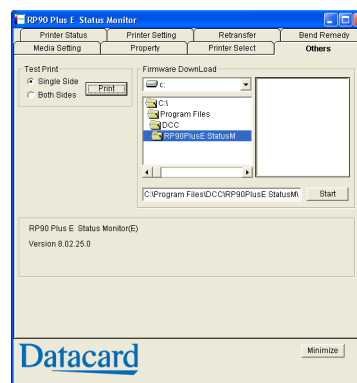 RP90 Plus E Status Monitor
Printer Status Printer Setting Retransfer Bend Remedy
Media Setting Property Printer Select Others
Test Print
Single Side
Both Sides
Print
Firmware DownLoad
c:
C:\
Program Files
DCC
RP90PlusE StatusM
C:\Program Files\DCC\RP90PlusE StatusM\
Start
RP90 Plus E Status Monitor(E)
Version 8.02.25.0
Datacard
Minimize